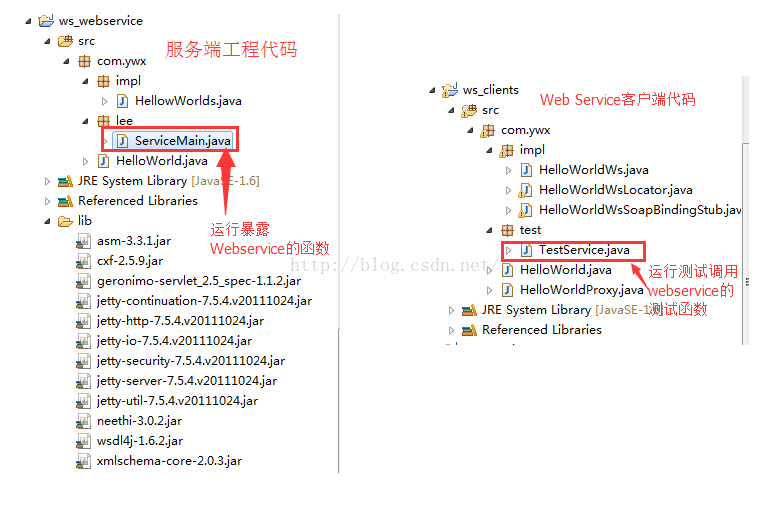 ws_webservice
src
服务端工程代码
com.ywx
impl
HellowWorlds.java
lee
ServiceMain.java
HelloWorld.java
JRE System Library [JavaSE-1.6]
Referenced Libraries
运行暴露
Webservice的函数
lib
asm-3.3.1.jar
cxf-2.5.9.jar
geronimo-servlet_2.5_spec-1.1.2.jar
jetty-continuation-7.5.4.v20111024.jar
jetty-http-7.5.4.v20111024.jar
jetty-io-7.5.4.v20111024.jar
jetty-security-7.5.4.v20111024.jar
jetty-server-7.5.4.v20111024.jar
jetty-util-7.5.4.v20111024.jar
neethi-3.0.2.jar
wsdl4j-1.6.2.jar
xmlschema-core-2.0.3.jar
ws_clients
Web Service客户端代码
src
com.ywx
impl
HelloWorldWs.java
HelloWorldWsLocator.java
HelloWorldWsSoapBindingStub.java
test
TestService.java
HelloWorld.java
HelloWorldProxy.java
运行测试调用
webservice的
测试函数
JRE System Library [JavaSE-1.6]
Referenced Libraries
http://blog.csdn.net/